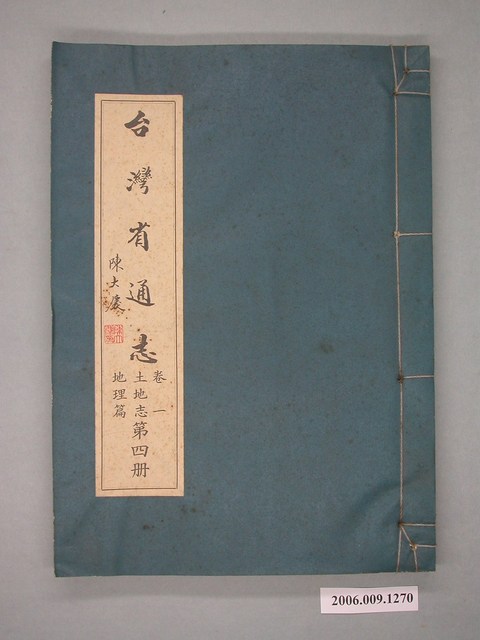 台灣省通志
陳大慶
卷一
土地志
地理篇
第四册
2006.009.1270